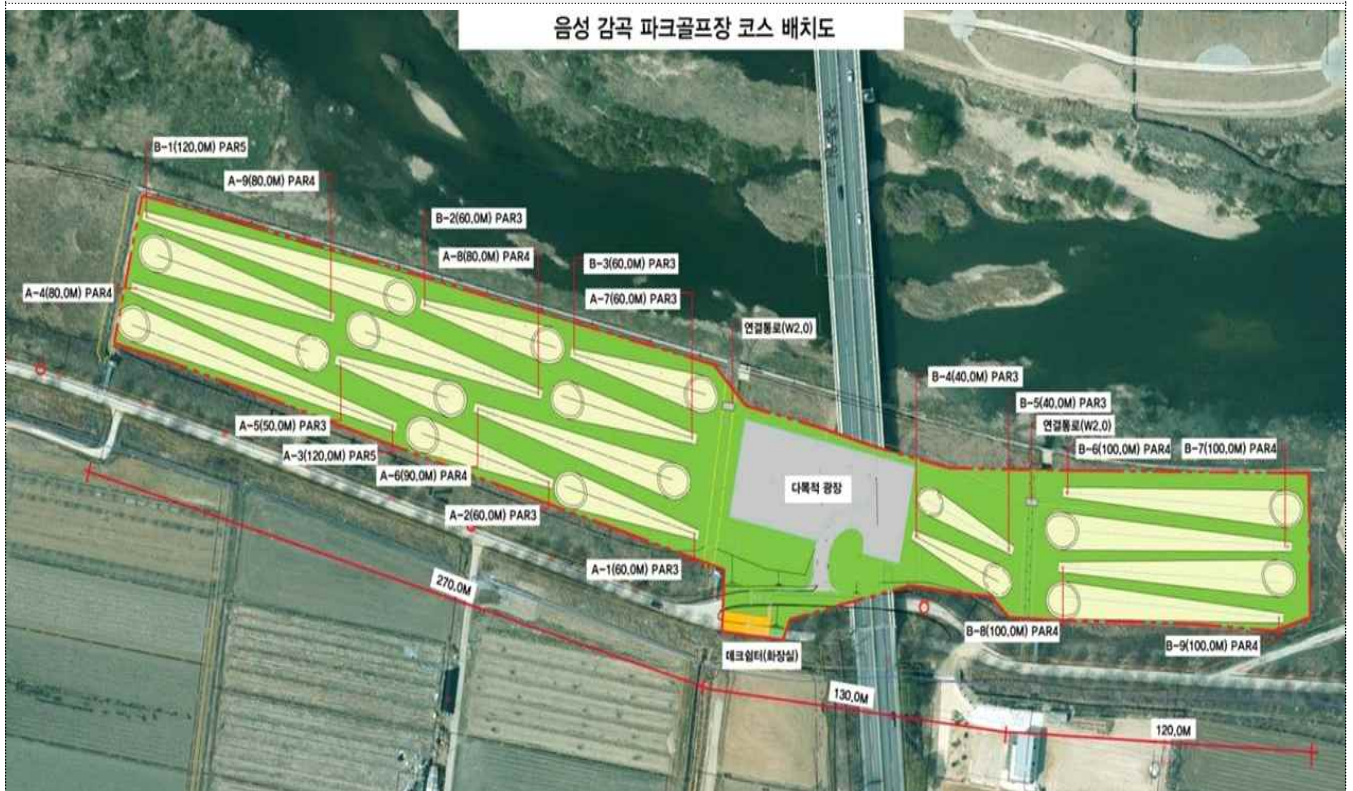 음성 감곡 파크골프장 코스 배치도
B-1(120.0M) PAR5
A-9(80.0M) PAR4
B-2(60.0M) PAR3
A-8(80.0M) PAR4
B-3(60.0M) PAR3
A-7(60.0M) PAR3
A-4(80.0M) PAR4
연결통로(W2.0)
B-4(40.0M) PAR3
B-5(40.0M) PAR3
연결통로(W2.0)
B-6(100.0M) PAR4
B-7(100.0M) PAR4
A-5(50.0M) PAR3
A-3(120.0M) PAR5
A-6(90.0M) PAR4
다목적 광장
A-2(60.0M) PAR3
A-1(60.0M) PAR3
270.0M
B-8(100.0M) PAR4
B-9(100.0M) PAR4
데크쉼터(화장실)
130.0M
120.0M